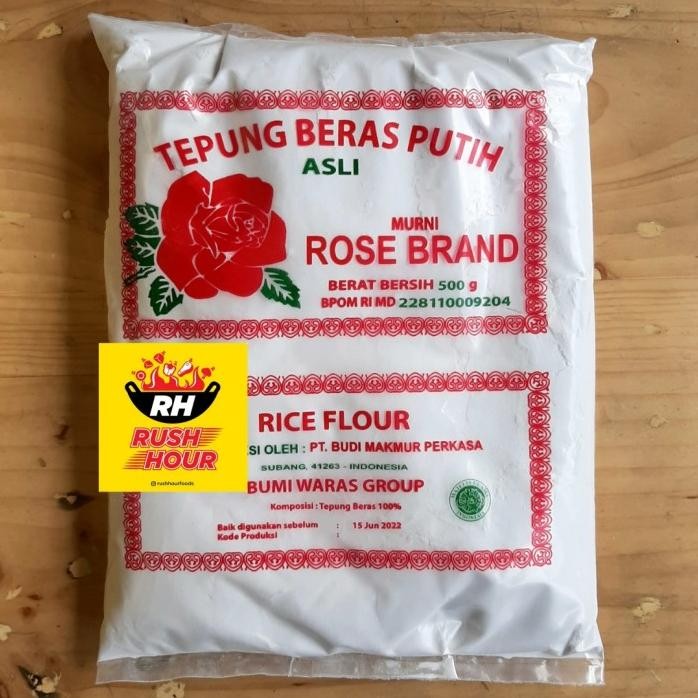 TEPUNG BERAS PUTIH
ASLI
MURNI
ROSE BRAND
BERAT BERSIH 500 g
BPOM RI MD 228110009204
RH
RUSH
HOUR
rushhourfoods
RICE FLOUR
SI OLEH : PT. BUDI MAKMUR PERKASA
SUBANG, 41263 - INDONESIA
BUMI WARAS GROUP
Komposisi : Tepung Beras 100%
Baik digunakan sebelum : 15 Jun 2022
Kode Produksi :